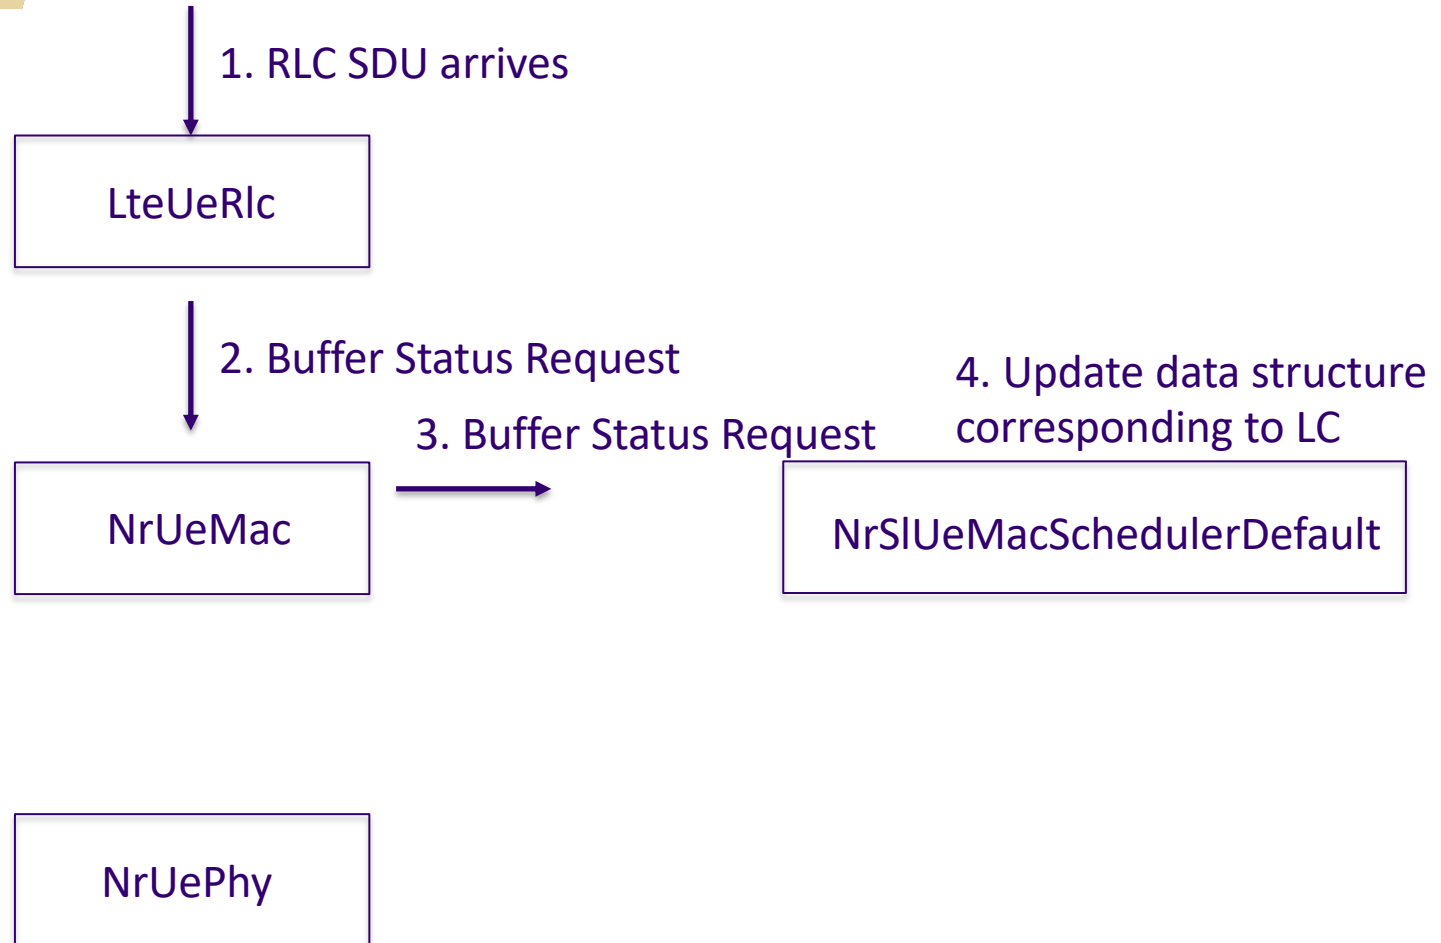 1. RLC SDU arrives
LteUeRlc
2. Buffer Status Request
4. Update data structure
corresponding to LC
3. Buffer Status Request
NrUeMac
NrSlUeMacSchedulerDefault
NrUePhy